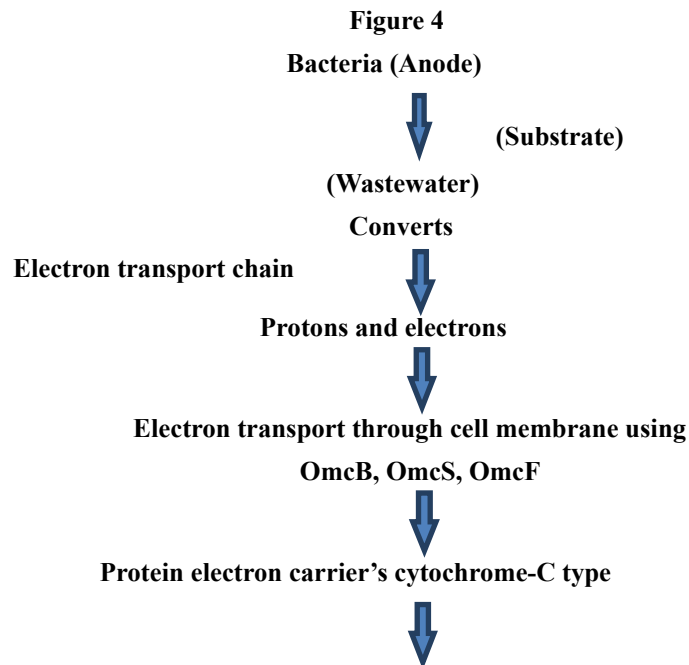 Figure 4
Bacteria (Anode)
(Substrate)
(Wastewater)
Converts
Electron transport chain
Protons and electrons
Electron transport through cell membrane using
OmcB, OmcS, OmcF
Protein electron carrier’s cytochrome-C type